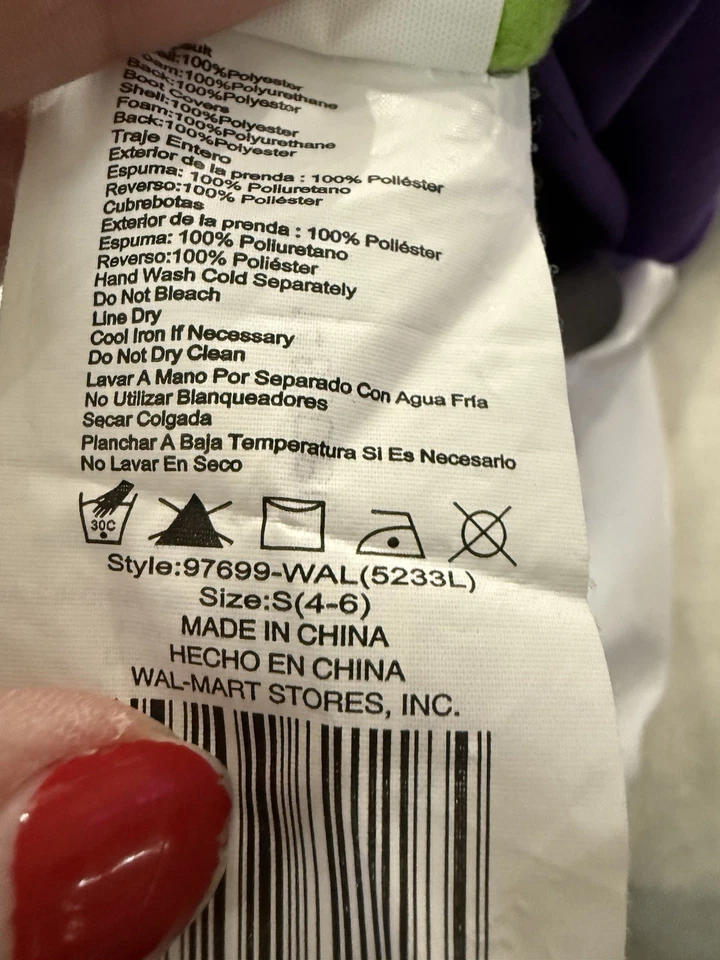 100%Polyester
100%Polyurethane
Back:100%Polyestor
Boot Covers
Shell:100%Polyester
Foam:100%Polyurethane
Back:100%Polyester
Traje Entero
Exterior de la prenda : 100% Poliéster
Espuma: 100% Poliuretano
Reverso:100% Poliéster
Cubrebotas
Exterior de la prenda : 100% Poliéster
Espuma: 100% Poliuretano
Reverso:100% Poliéster
Hand Wash Cold Separately
Do Not Bleach
Line Dry
Cool Iron If Necessary
Do Not Dry Clean
Lavar A Mano Por Separado Con Agua Fría
No Utilizar Blanqueadores
Secar Colgada
Planchar A Baja Temperatura Si Es Necesario
No Lavar En Seco
30C
Style:97699-WAL(5233L)
Size:S(4-6)
MADE IN CHINA
HECHO EN CHINA
WAL-MART STORES, INC.